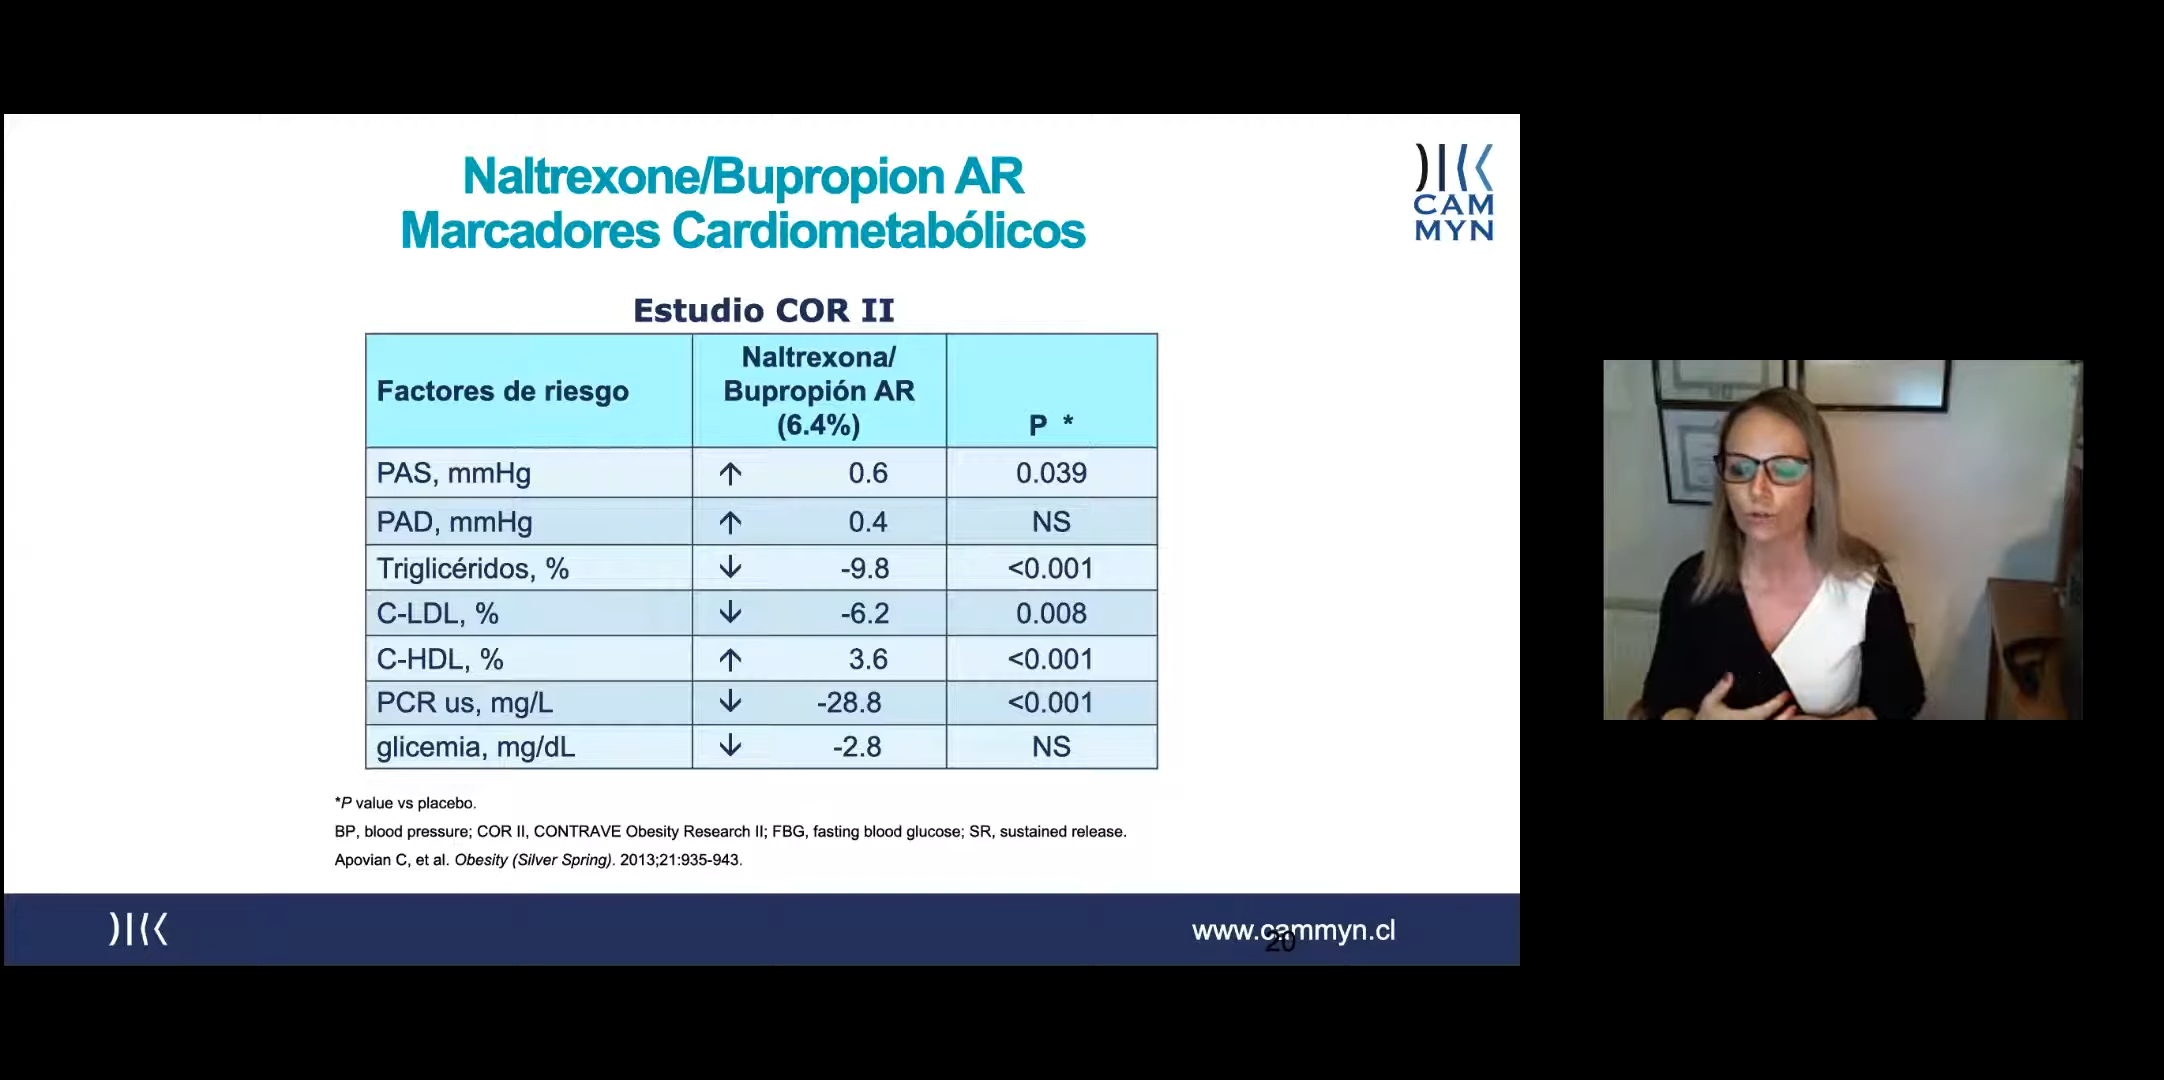 Naltrexone/Bupropion AR
Marcadores Cardiometabólicos
CAM
MYN
Estudio COR II
Factores de riesgo
Naltrexona/
Bupropión AR
(6.4%)
P *
PAS, mmHg ↑ 0.6 0.039
PAD, mmHg ↑ 0.4 NS
Triglicéridos, % ↓ -9.8 <0.001
C-LDL, % ↓ -6.2 0.008
C-HDL, % ↑ 3.6 <0.001
PCR us, mg/L ↓ -28.8 <0.001
glicemia, mg/dL ↓ -2.8 NS
*P value vs placebo.
BP, blood pressure; COR II, CONTRAVE Obesity Research II; FBG, fasting blood glucose; SR, sustained release.
Apovian C, et al. Obesity (Silver Spring). 2013;21:935-943.
www.cammyn.cl
20